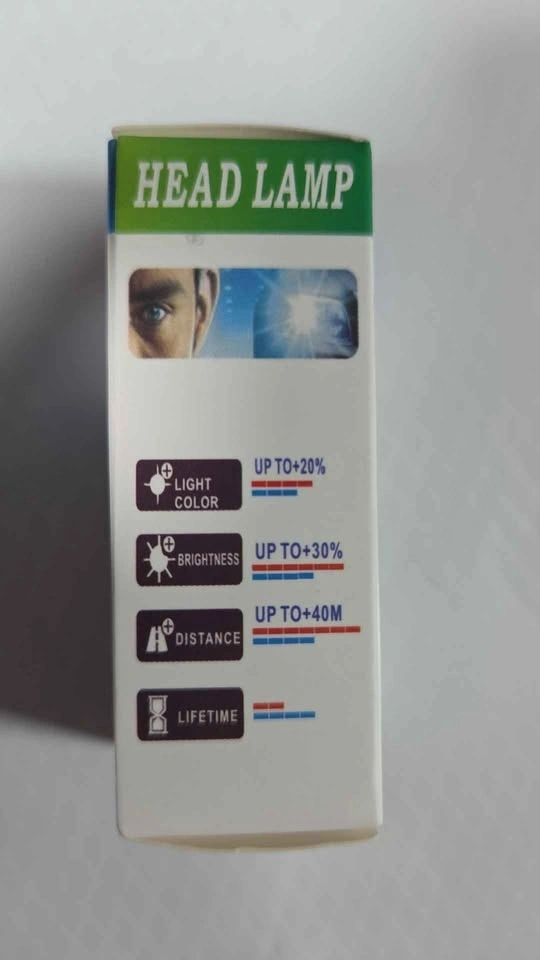 HEAD LAMP
LIGHT
COLOR
UP TO+20%
BRIGHTNESS
UP TO+30%
DISTANCE
UP TO+40M
LIFETIME